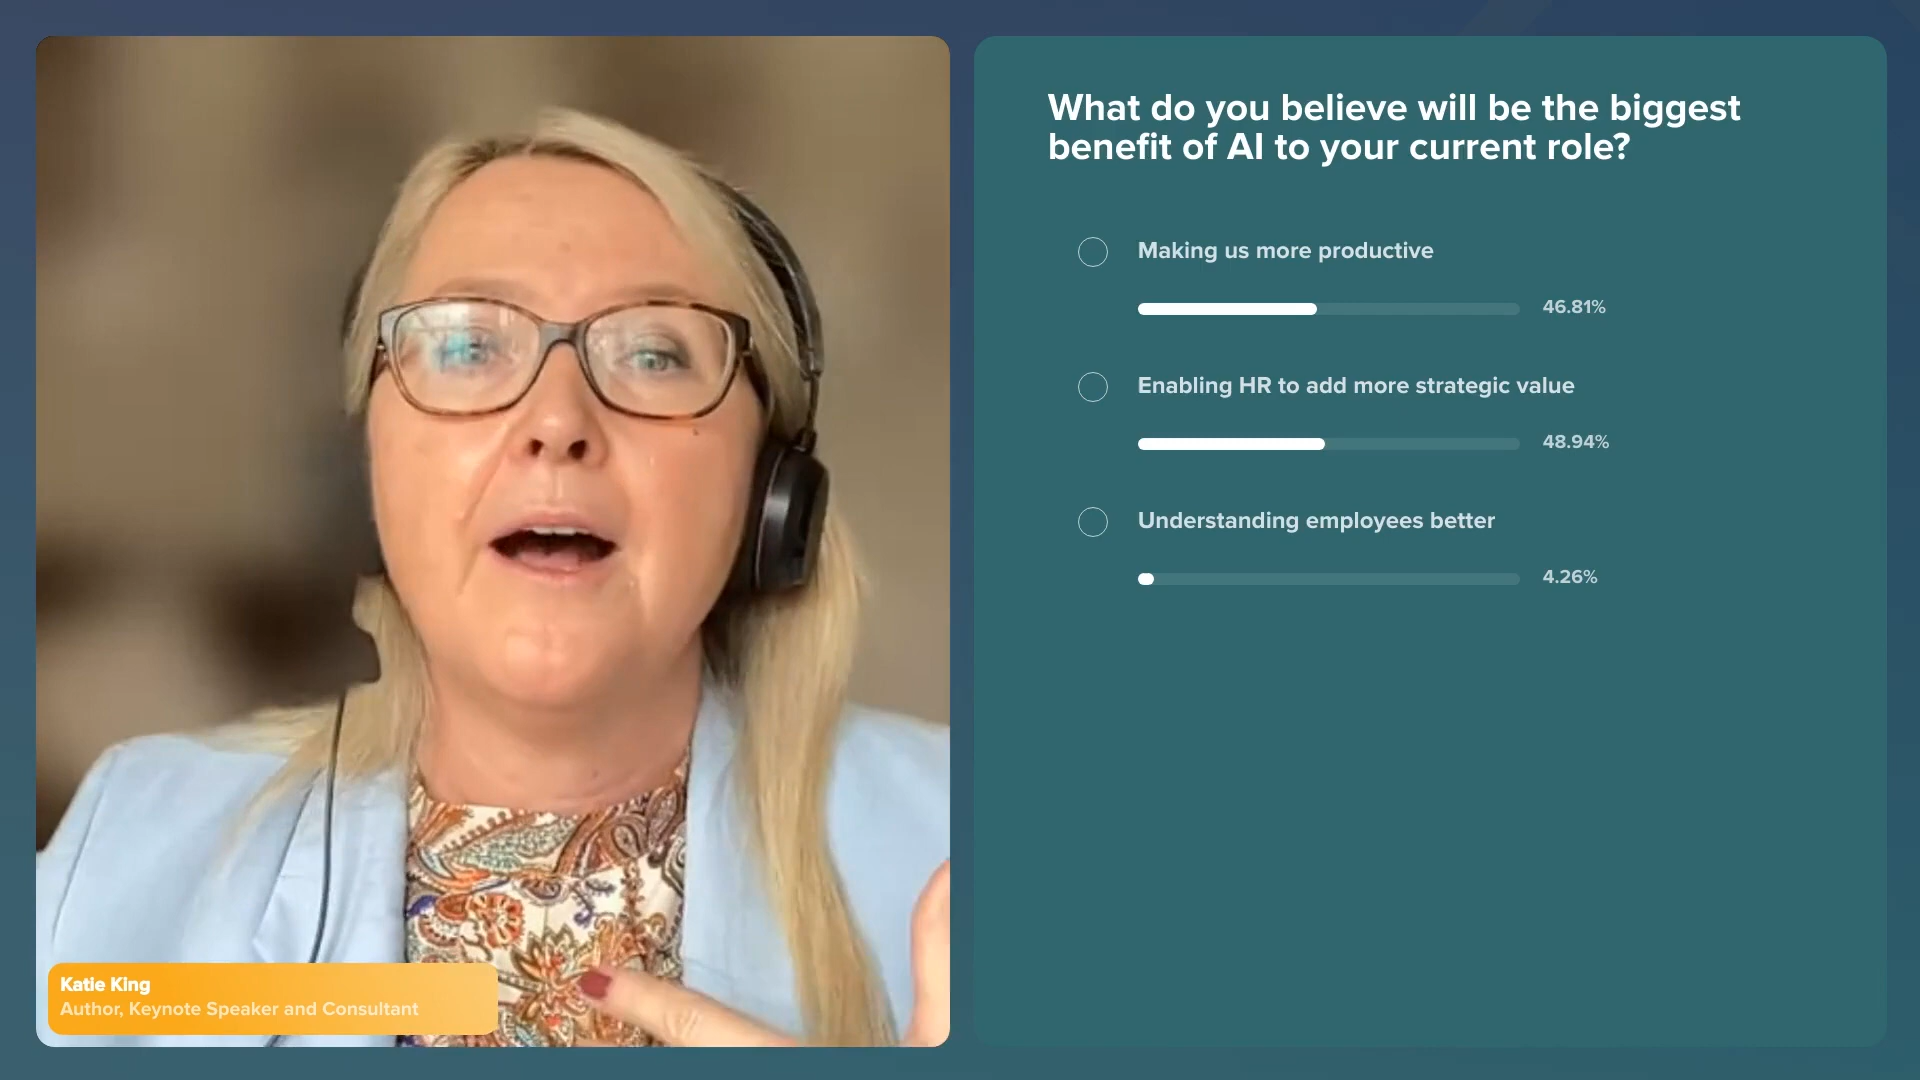 What do you believe will be the biggest
benefit of AI to your current role?
Making us more productive
46.81%
Enabling HR to add more strategic value
48.94%
Understanding employees better
4.26%
Katie King
Author, Keynote Speaker and Consultant